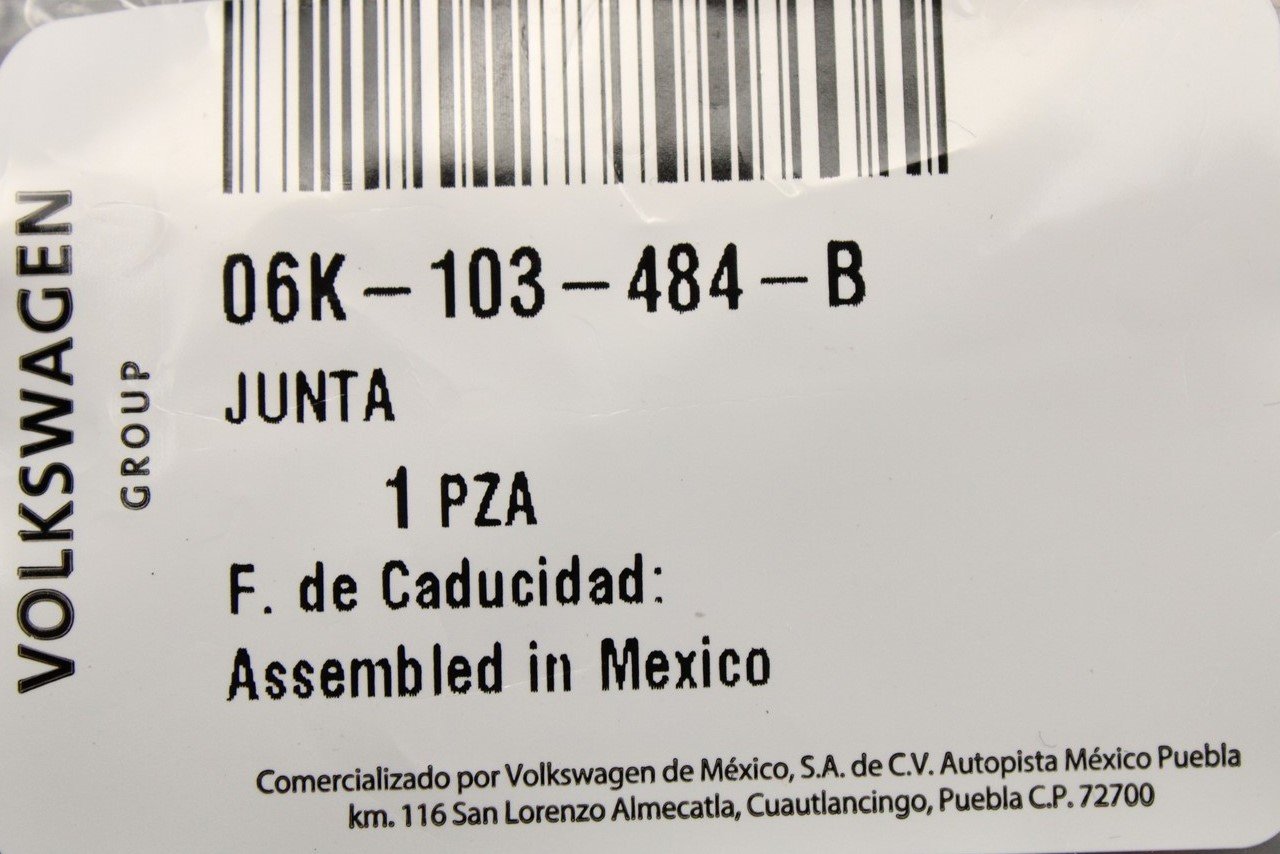 VOLKSWAGEN
GROUP
06K-103-484-B
JUNTA
1 PZA
F. de Caducidad:
Assembled in Mexico
Comercializado por Volkswagen de México, S.A. de C.V. Autopista México Puebla
km. 116 San Lorenzo Almecatla, Cuautlancingo, Puebla C.P. 72700